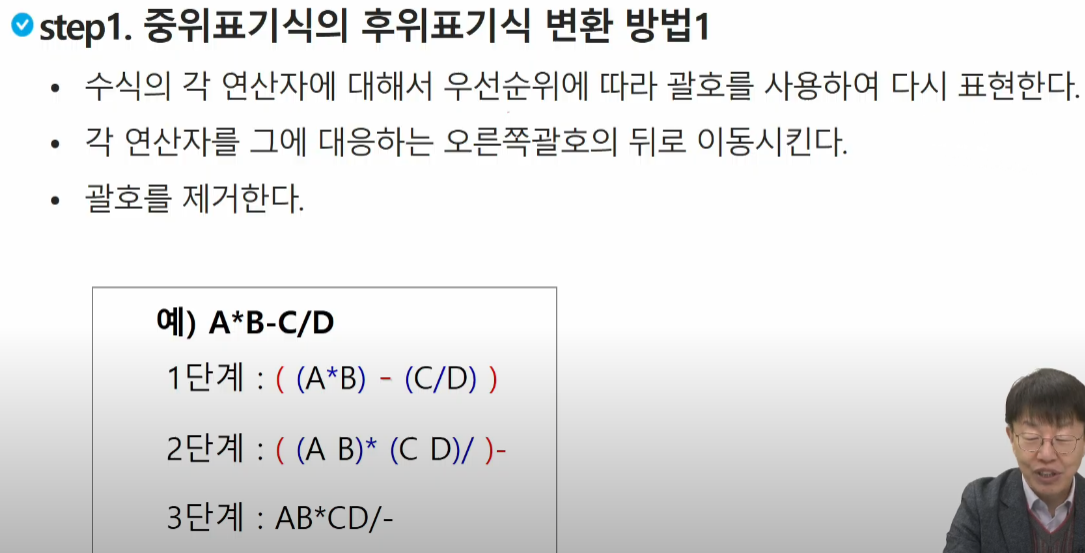 step1. 중위표기식의 후위표기식 변환 방법1
• 수식의 각 연산자에 대해서 우선순위에 따라 괄호를 사용하여 다시 표현한다.
• 각 연산자를 그에 대응하는 오른쪽괄호의 뒤로 이동시킨다.
• 괄호를 제거한다.
예) A*B-C/D
1단계 : ( (A*B) - (C/D) )
2단계 : ( (A B)* (C D)/ )-
3단계 : AB*CD/-